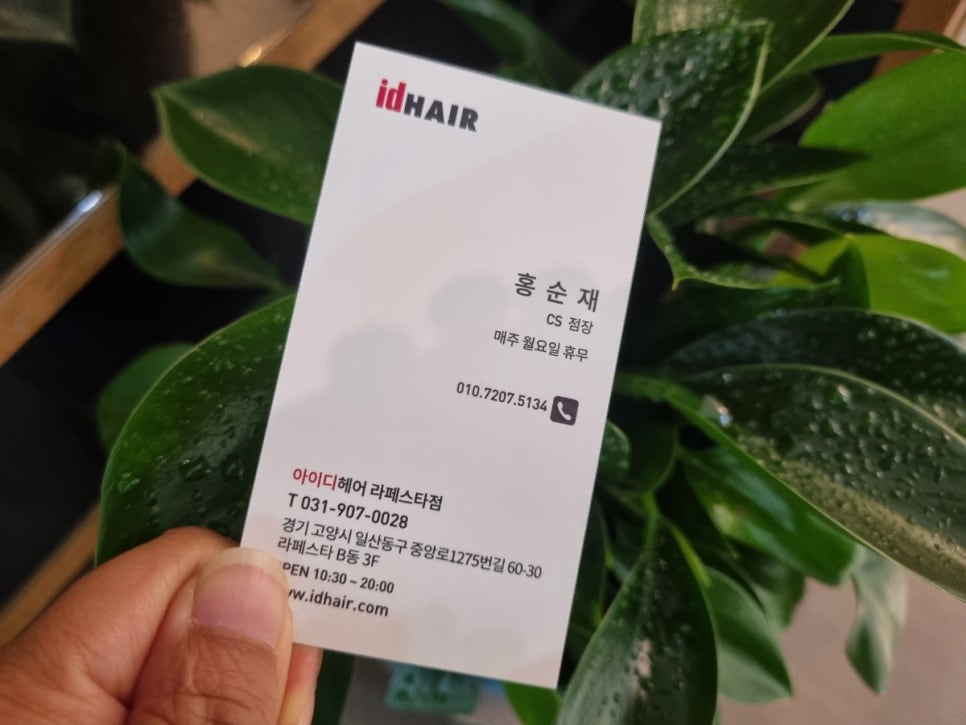 idHAIR
홍 순 재
CS 점장
매주 월요일 휴무
010.7207.5134
아이디헤어 라페스타점
T 031-907-0028
경기 고양시 일산동구 중앙로1275번길 60-30
라페스타 B동 3F
OPEN 10:30 ~ 20:00
www.idhair.com